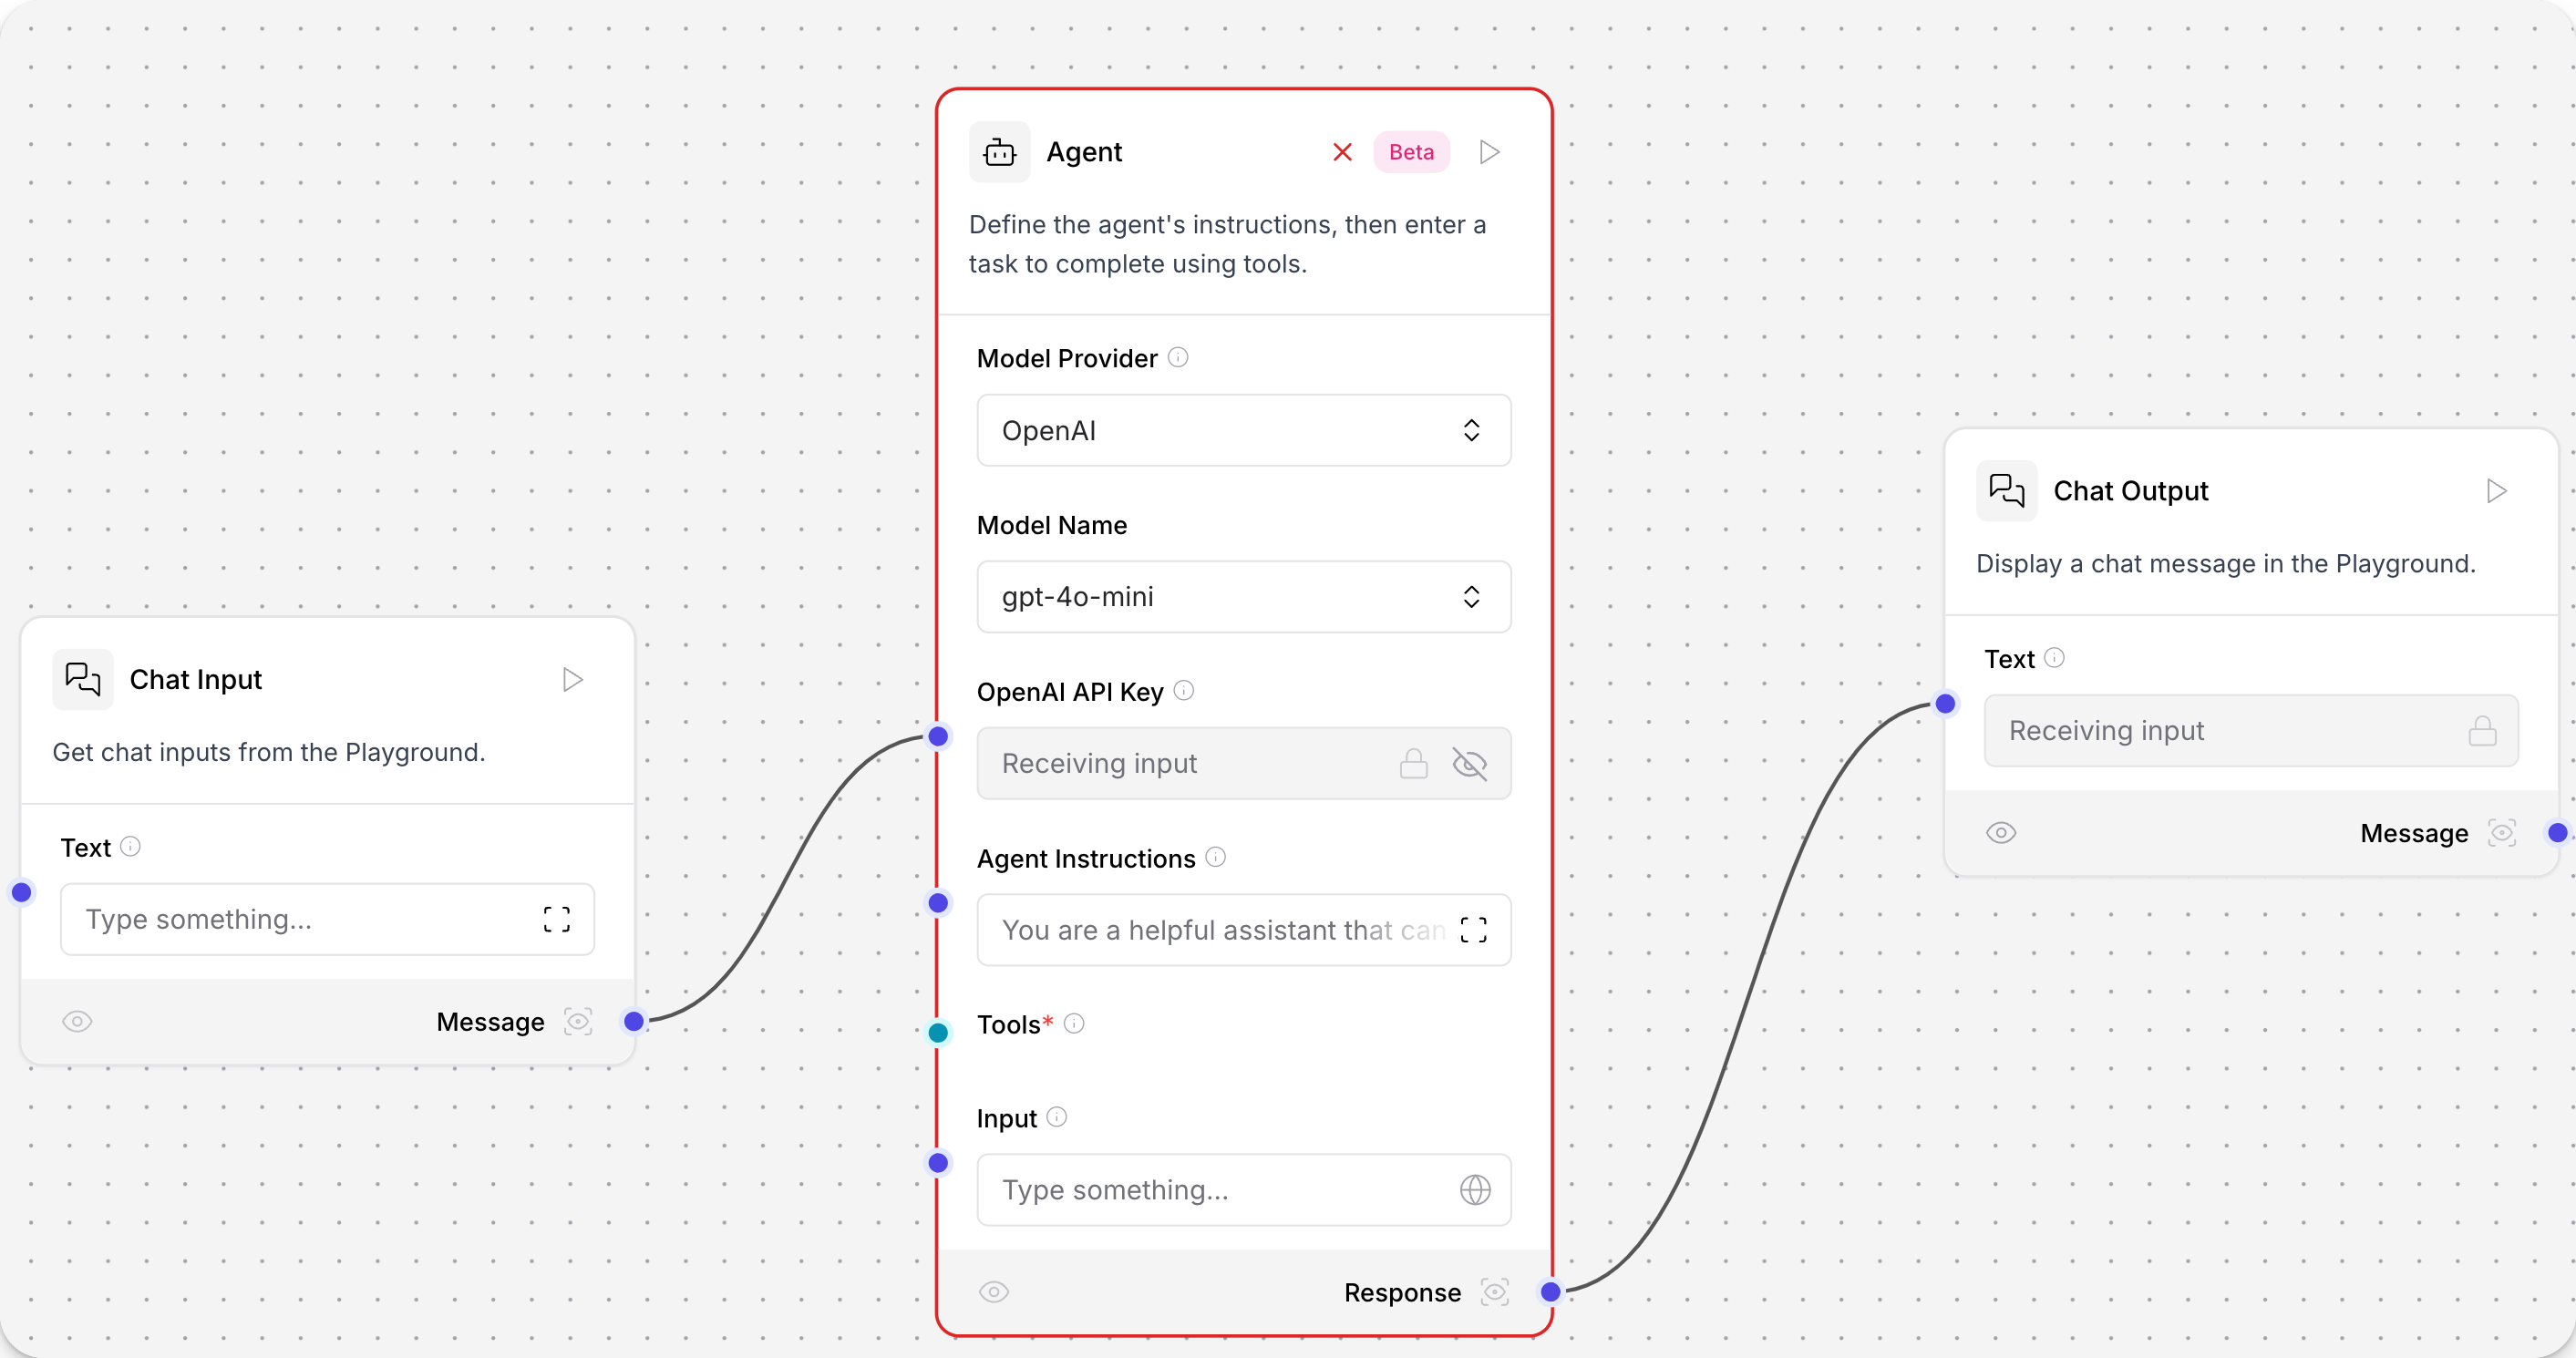 Chat Input
Get chat inputs from the Playground.
Text
Type something...
Message
Agent
Beta
Define the agent's instructions, then enter a
task to complete using tools.
Model Provider
OpenAI
Model Name
gpt-4o-mini
OpenAI API Key
Receiving input
Agent Instructions
You are a helpful assistant that can
Tools*
Input
Type something...
Response
Chat Output
Display a chat message in the Playground.
Text
Receiving input
Message